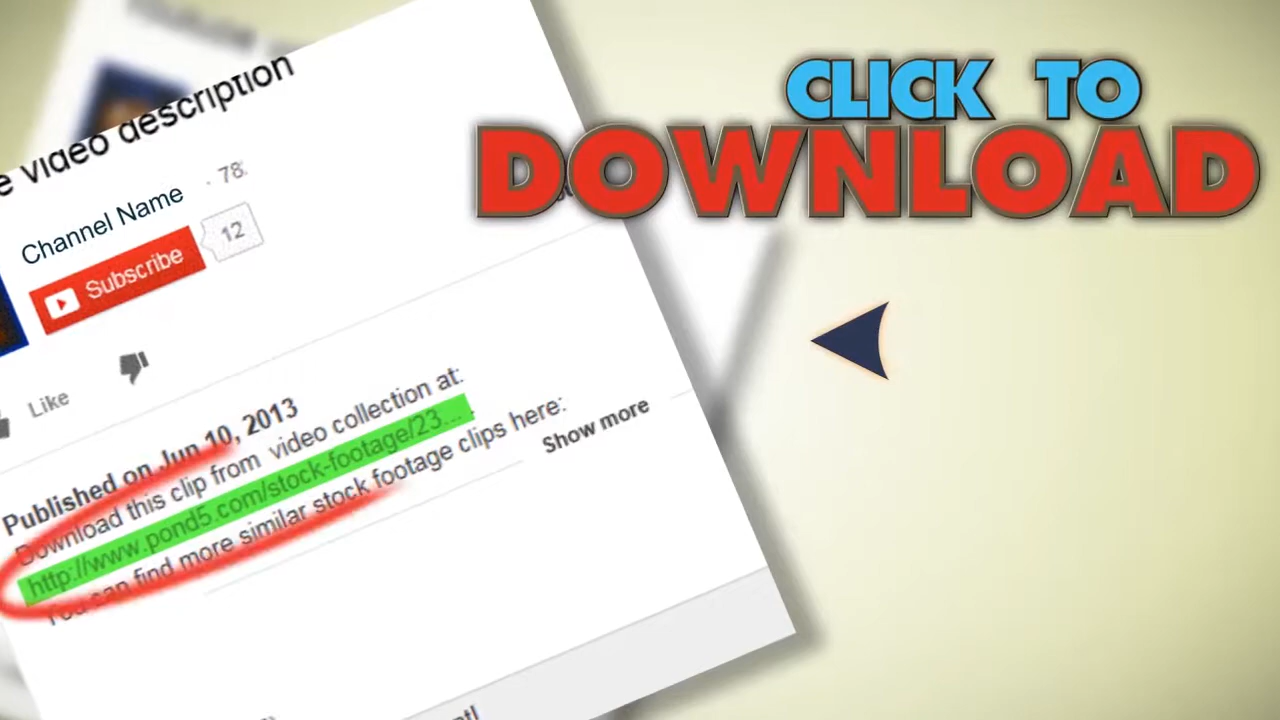 CLICK TO
DOWNLOAD
video description
Channel Name · 78
Subscribe 12
Like
Published on Jun 10, 2013
Download this clip from video collection at:
http://www.pond5.com/stock-footage/23...
You can find more similar stock footage clips here:
Show more